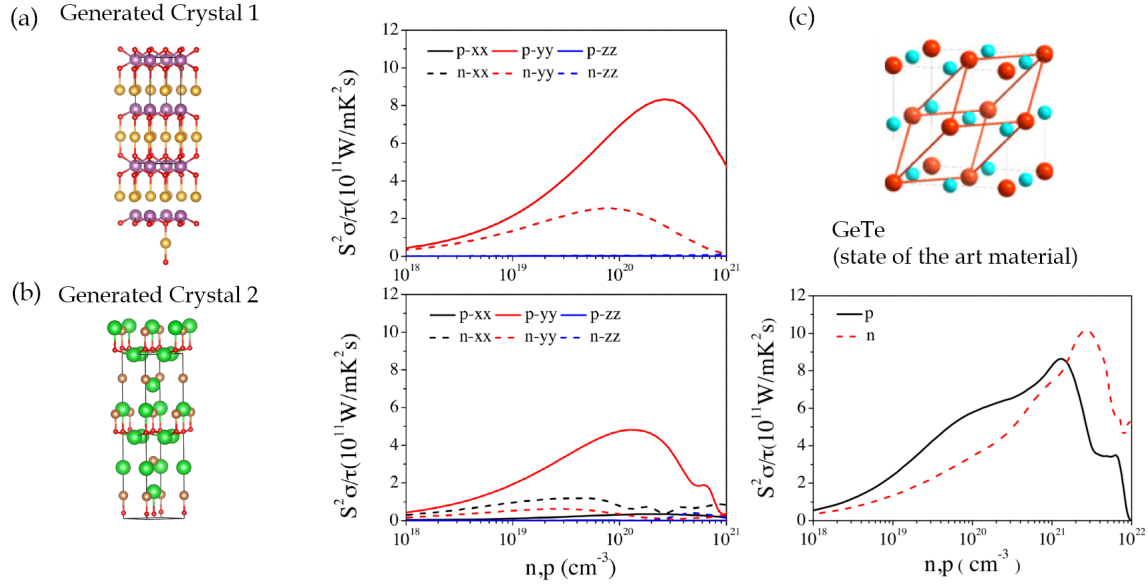 (a) Generated Crystal 1
12
10
8
6
4
2
0
S²σ/τ(10¹¹W/mK²s)
p-xx p-yy p-zz
n-xx n-yy n-zz
10¹⁸ 10¹⁹ 10²⁰ 10²¹
(c)
GeTe
(state of the art material)
(b) Generated Crystal 2
12
10
8
6
4
2
0
S²σ/τ(10¹¹W/mK²s)
p-xx p-yy p-zz
n-xx n-yy n-zz
10¹⁸ 10¹⁹ 10²⁰ 10²¹
n,p (cm⁻³)
12
10
8
6
4
2
0
S²σ/τ(10¹¹W/mK²s)
p
n
10¹⁸ 10¹⁹ 10²⁰ 10²¹ 10²²
n,p ( cm⁻³)